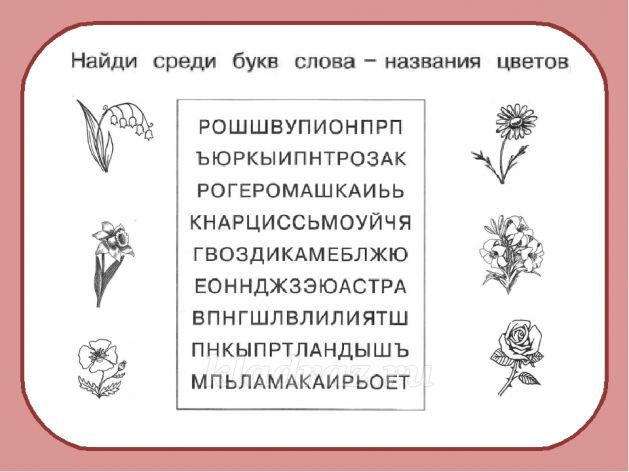 Найди среди букв слова – названия цветов
РОШШВУПИОНПРП
ЪЮРКЫИПНТРОЗАК
РОГЕРОМАШКАИЬЬ
КНАРЦИССЬМОУЙЧЯ
ГВОЗДИКАМЕБЛЖЮ
ЕОННДЖЗЭЮАСТРА
ВПНГШЛВЛИЛИЯТШ
ПНКЫПРТЛАНДЫШЪ
МПЬЛАМАКАИРЬОЕТ